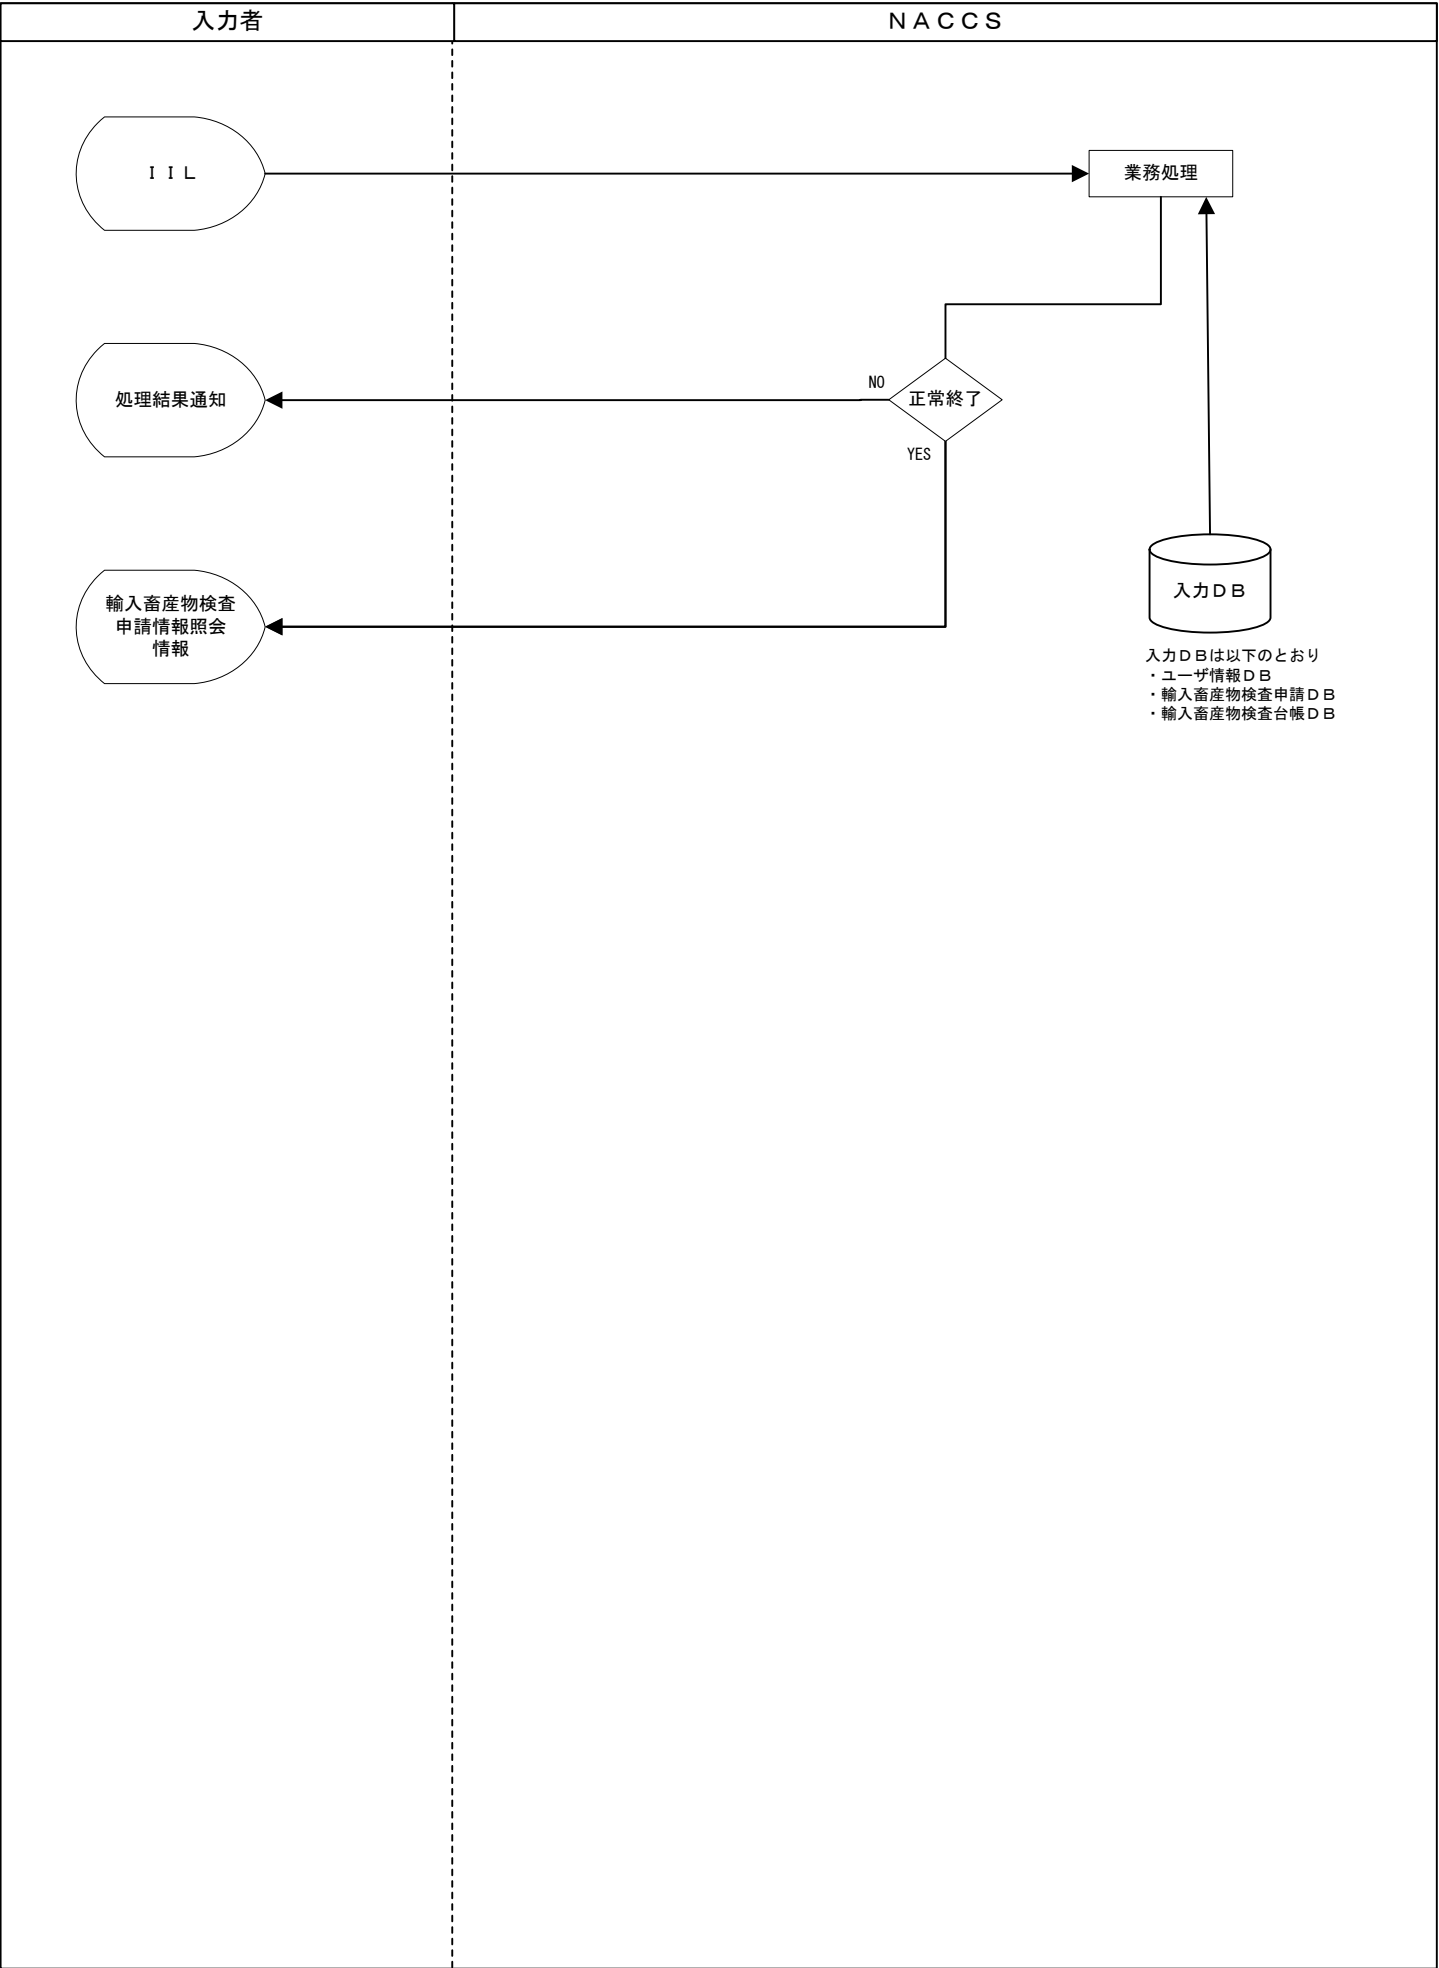 入力者
ＮＡＣＣＳ
ＩＩＬ
業務処理
処理結果通知
NO
正常終了
YES
輸入畜産物検査
申請情報照会
情報
入力ＤＢ
入力ＤＢは以下のとおり
・ユーザ情報ＤＢ
・輸入畜産物検査申請ＤＢ
・輸入畜産物検査台帳ＤＢ